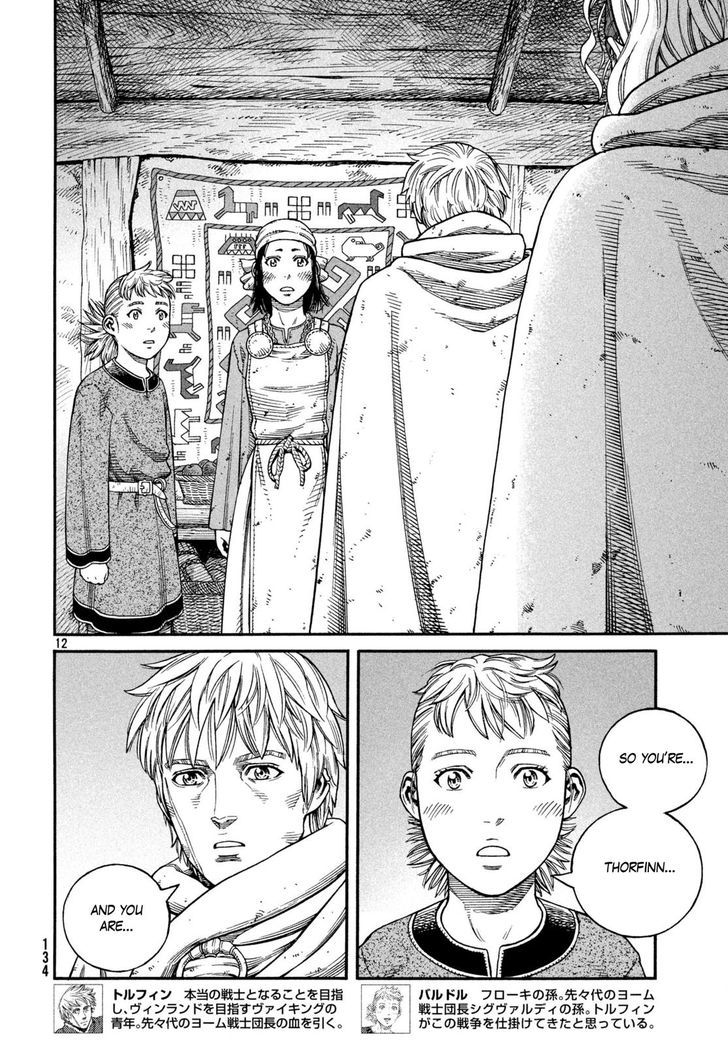 12
SO YOU'RE...
THORFINN...
AND YOU
ARE...
134
バルドル フローキの孫。先々代のヨーム
戦士団長シグヴァルディの孫。トルフィン
がこの戦争を仕掛けてきたと思っている。
トルフィン 本当の戦士となることを目指
し、ヴィンランドを目指すヴァイキングの
青年。先々代のヨーム戦士団長の血を引く。